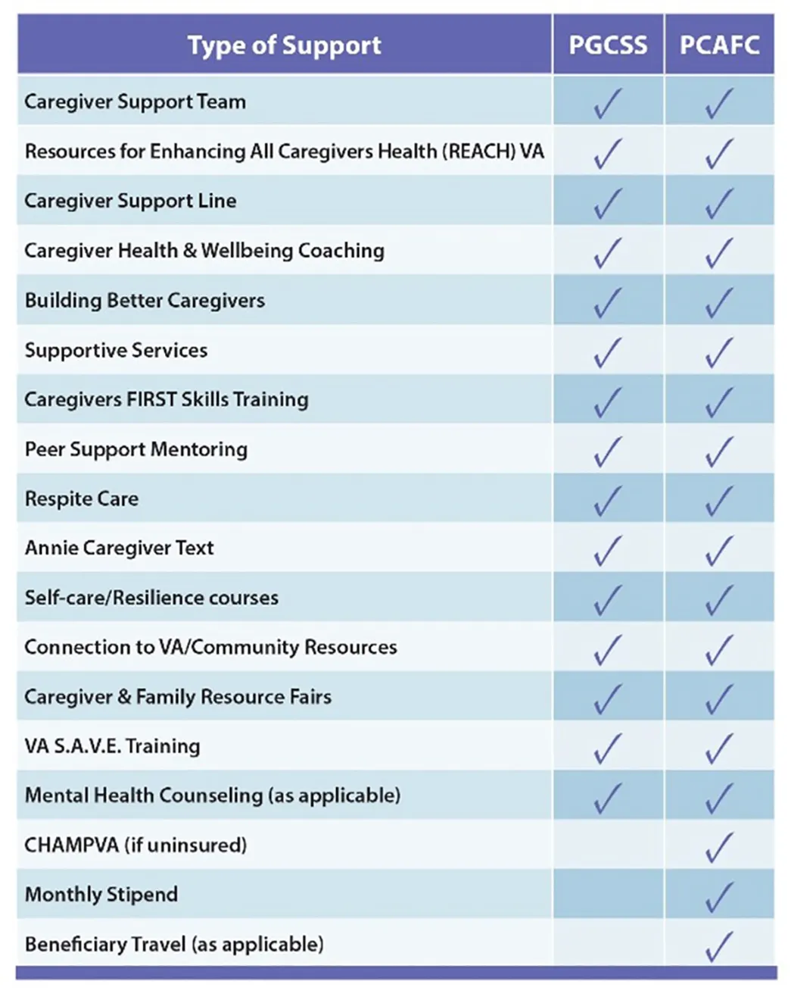 Type of Support PGCSS PCAFC
Caregiver Support Team ✓ ✓
Resources for Enhancing All Caregivers Health (REACH) VA ✓ ✓
Caregiver Support Line ✓ ✓
Caregiver Health & Wellbeing Coaching ✓ ✓
Building Better Caregivers ✓ ✓
Supportive Services ✓ ✓
Caregivers FIRST Skills Training ✓ ✓
Peer Support Mentoring ✓ ✓
Respite Care ✓ ✓
Annie Caregiver Text ✓ ✓
Self-care/Resilience courses ✓ ✓
Connection to VA/Community Resources ✓ ✓
Caregiver & Family Resource Fairs ✓ ✓
VA S.A.V.E. Training ✓ ✓
Mental Health Counseling (as applicable) ✓ ✓
CHAMPVA (if uninsured) ✓
Monthly Stipend ✓
Beneficiary Travel (as applicable) ✓